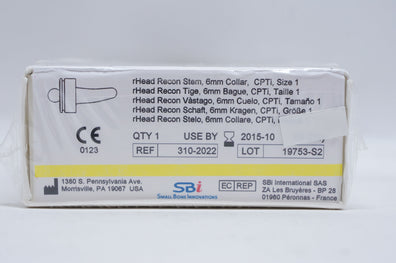 rHead Recon Stem, 6mm Collar, CPTi, Size 1
rHead Recon Tige, 6mm Bague, CPTi, Taille 1
rHead Recon Vàstago, 6mm Cuelo, CPTi, Tamaño 1
rHead Recon Schaft, 6mm Kragen, CPTi, Größe 1
rHead Recon Stelo, 6mm Collare, CPTi,
CE 0123
QTY 1 USE BY 2015-10
REF 310-2022 LOT 19753-S2
1380 S. Pennsylvania Ave.
Morrisville, PA 19067 USA
SBi
SMALL BONE INNOVATIONS
EC REP
SBi International SAS
ZA Les Bruyères - BP 28
01960 Péronnas - France